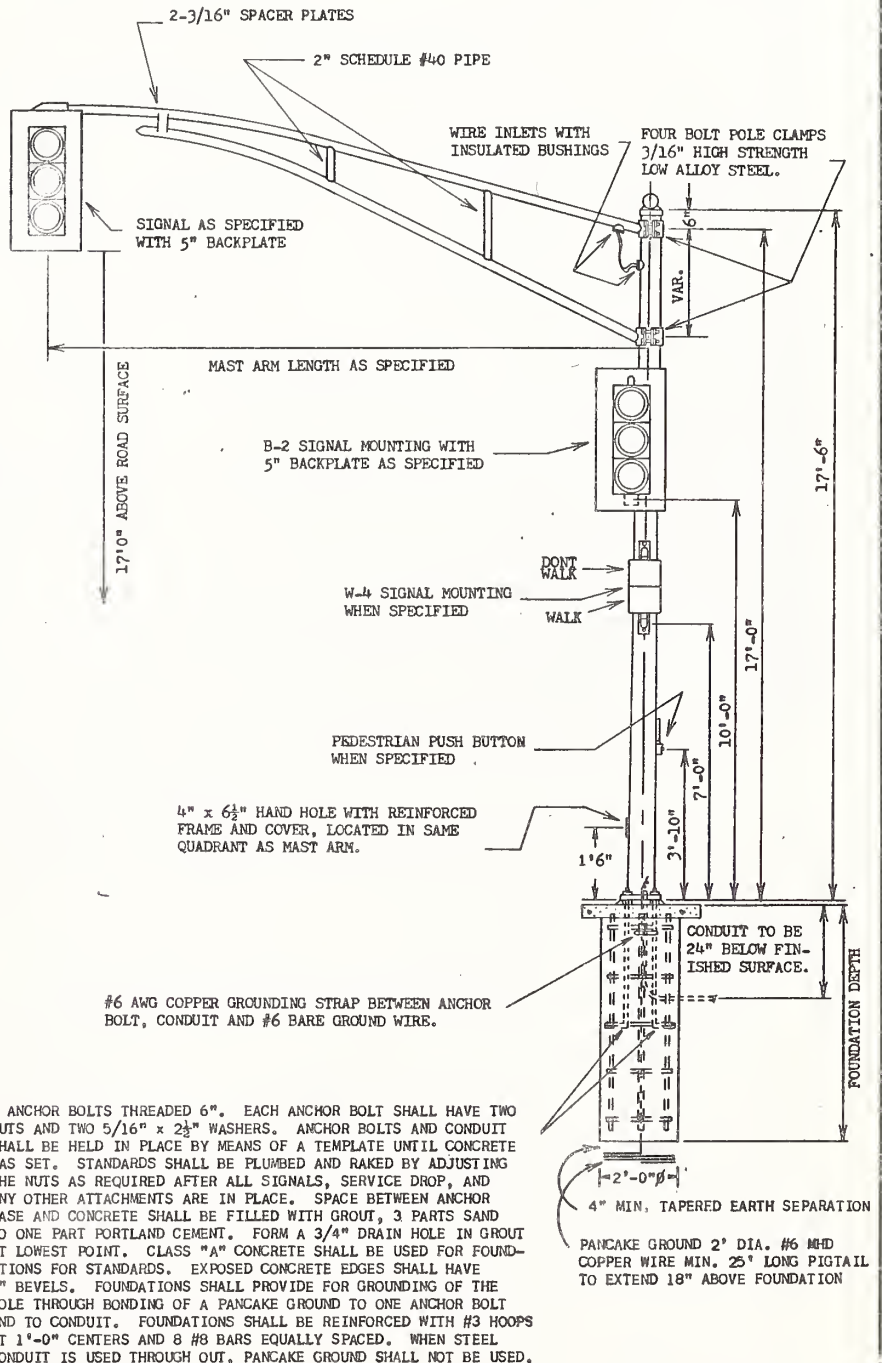 2-3/16" SPACER PLATES
2" SCHEDULE #40 PIPE
WIRE INLETS WITH
INSULATED BUSHINGS
FOUR BOLT POLE CLAMPS
3/16" HIGH STRENGTH
LOW ALLOY STEEL.
SIGNAL AS SPECIFIED
WITH 5" BACKPLATE
6"
VAR.
MAST ARM LENGTH AS SPECIFIED
17'0" ABOVE ROAD SURFACE
B-2 SIGNAL MOUNTING WITH
5" BACKPLATE AS SPECIFIED
17'-6"
DONT
WALK
W-4 SIGNAL MOUNTING
WHEN SPECIFIED
WALK
17'-0"
10'-0"
7'-0"
PEDESTRIAN PUSH BUTTON
WHEN SPECIFIED
3'-10"
4" x 6½" HAND HOLE WITH REINFORCED
FRAME AND COVER, LOCATED IN SAME
QUADRANT AS MAST ARM.
1'6"
CONDUIT TO BE
24" BELOW FIN-
ISHED SURFACE.
FOUNDATION DEPTH
#6 AWG COPPER GROUNDING STRAP BETWEEN ANCHOR
BOLT, CONDUIT AND #6 BARE GROUND WIRE.
ANCHOR BOLTS THREADED 6". EACH ANCHOR BOLT SHALL HAVE TWO
UTS AND TWO 5/16" x 2½" WASHERS. ANCHOR BOLTS AND CONDUIT
HALL BE HELD IN PLACE BY MEANS OF A TEMPLATE UNTIL CONCRETE
AS SET. STANDARDS SHALL BE PLUMBED AND RAKED BY ADJUSTING
HE NUTS AS REQUIRED AFTER ALL SIGNALS, SERVICE DROP, AND
NY OTHER ATTACHMENTS ARE IN PLACE. SPACE BETWEEN ANCHOR
ASE AND CONCRETE SHALL BE FILLED WITH GROUT, 3 PARTS SAND
O ONE PART PORTLAND CEMENT. FORM A 3/4" DRAIN HOLE IN GROUT
T LOWEST POINT. CLASS "A" CONCRETE SHALL BE USED FOR FOUND-
TIONS FOR STANDARDS. EXPOSED CONCRETE EDGES SHALL HAVE
" BEVELS. FOUNDATIONS SHALL PROVIDE FOR GROUNDING OF THE
OLE THROUGH BONDING OF A PANCAKE GROUND TO ONE ANCHOR BOLT
ND TO CONDUIT. FOUNDATIONS SHALL BE REINFORCED WITH #3 HOOPS
T 1'-0" CENTERS AND 8 #8 BARS EQUALLY SPACED. WHEN STEEL
ONDUIT IS USED THROUGH OUT, PANCAKE GROUND SHALL NOT BE USED.
2'-0"Ø
4" MIN, TAPERED EARTH SEPARATION
PANCAKE GROUND 2' DIA. #6 MHD
COPPER WIRE MIN. 25' LONG PIGTAIL
TO EXTEND 18" ABOVE FOUNDATION